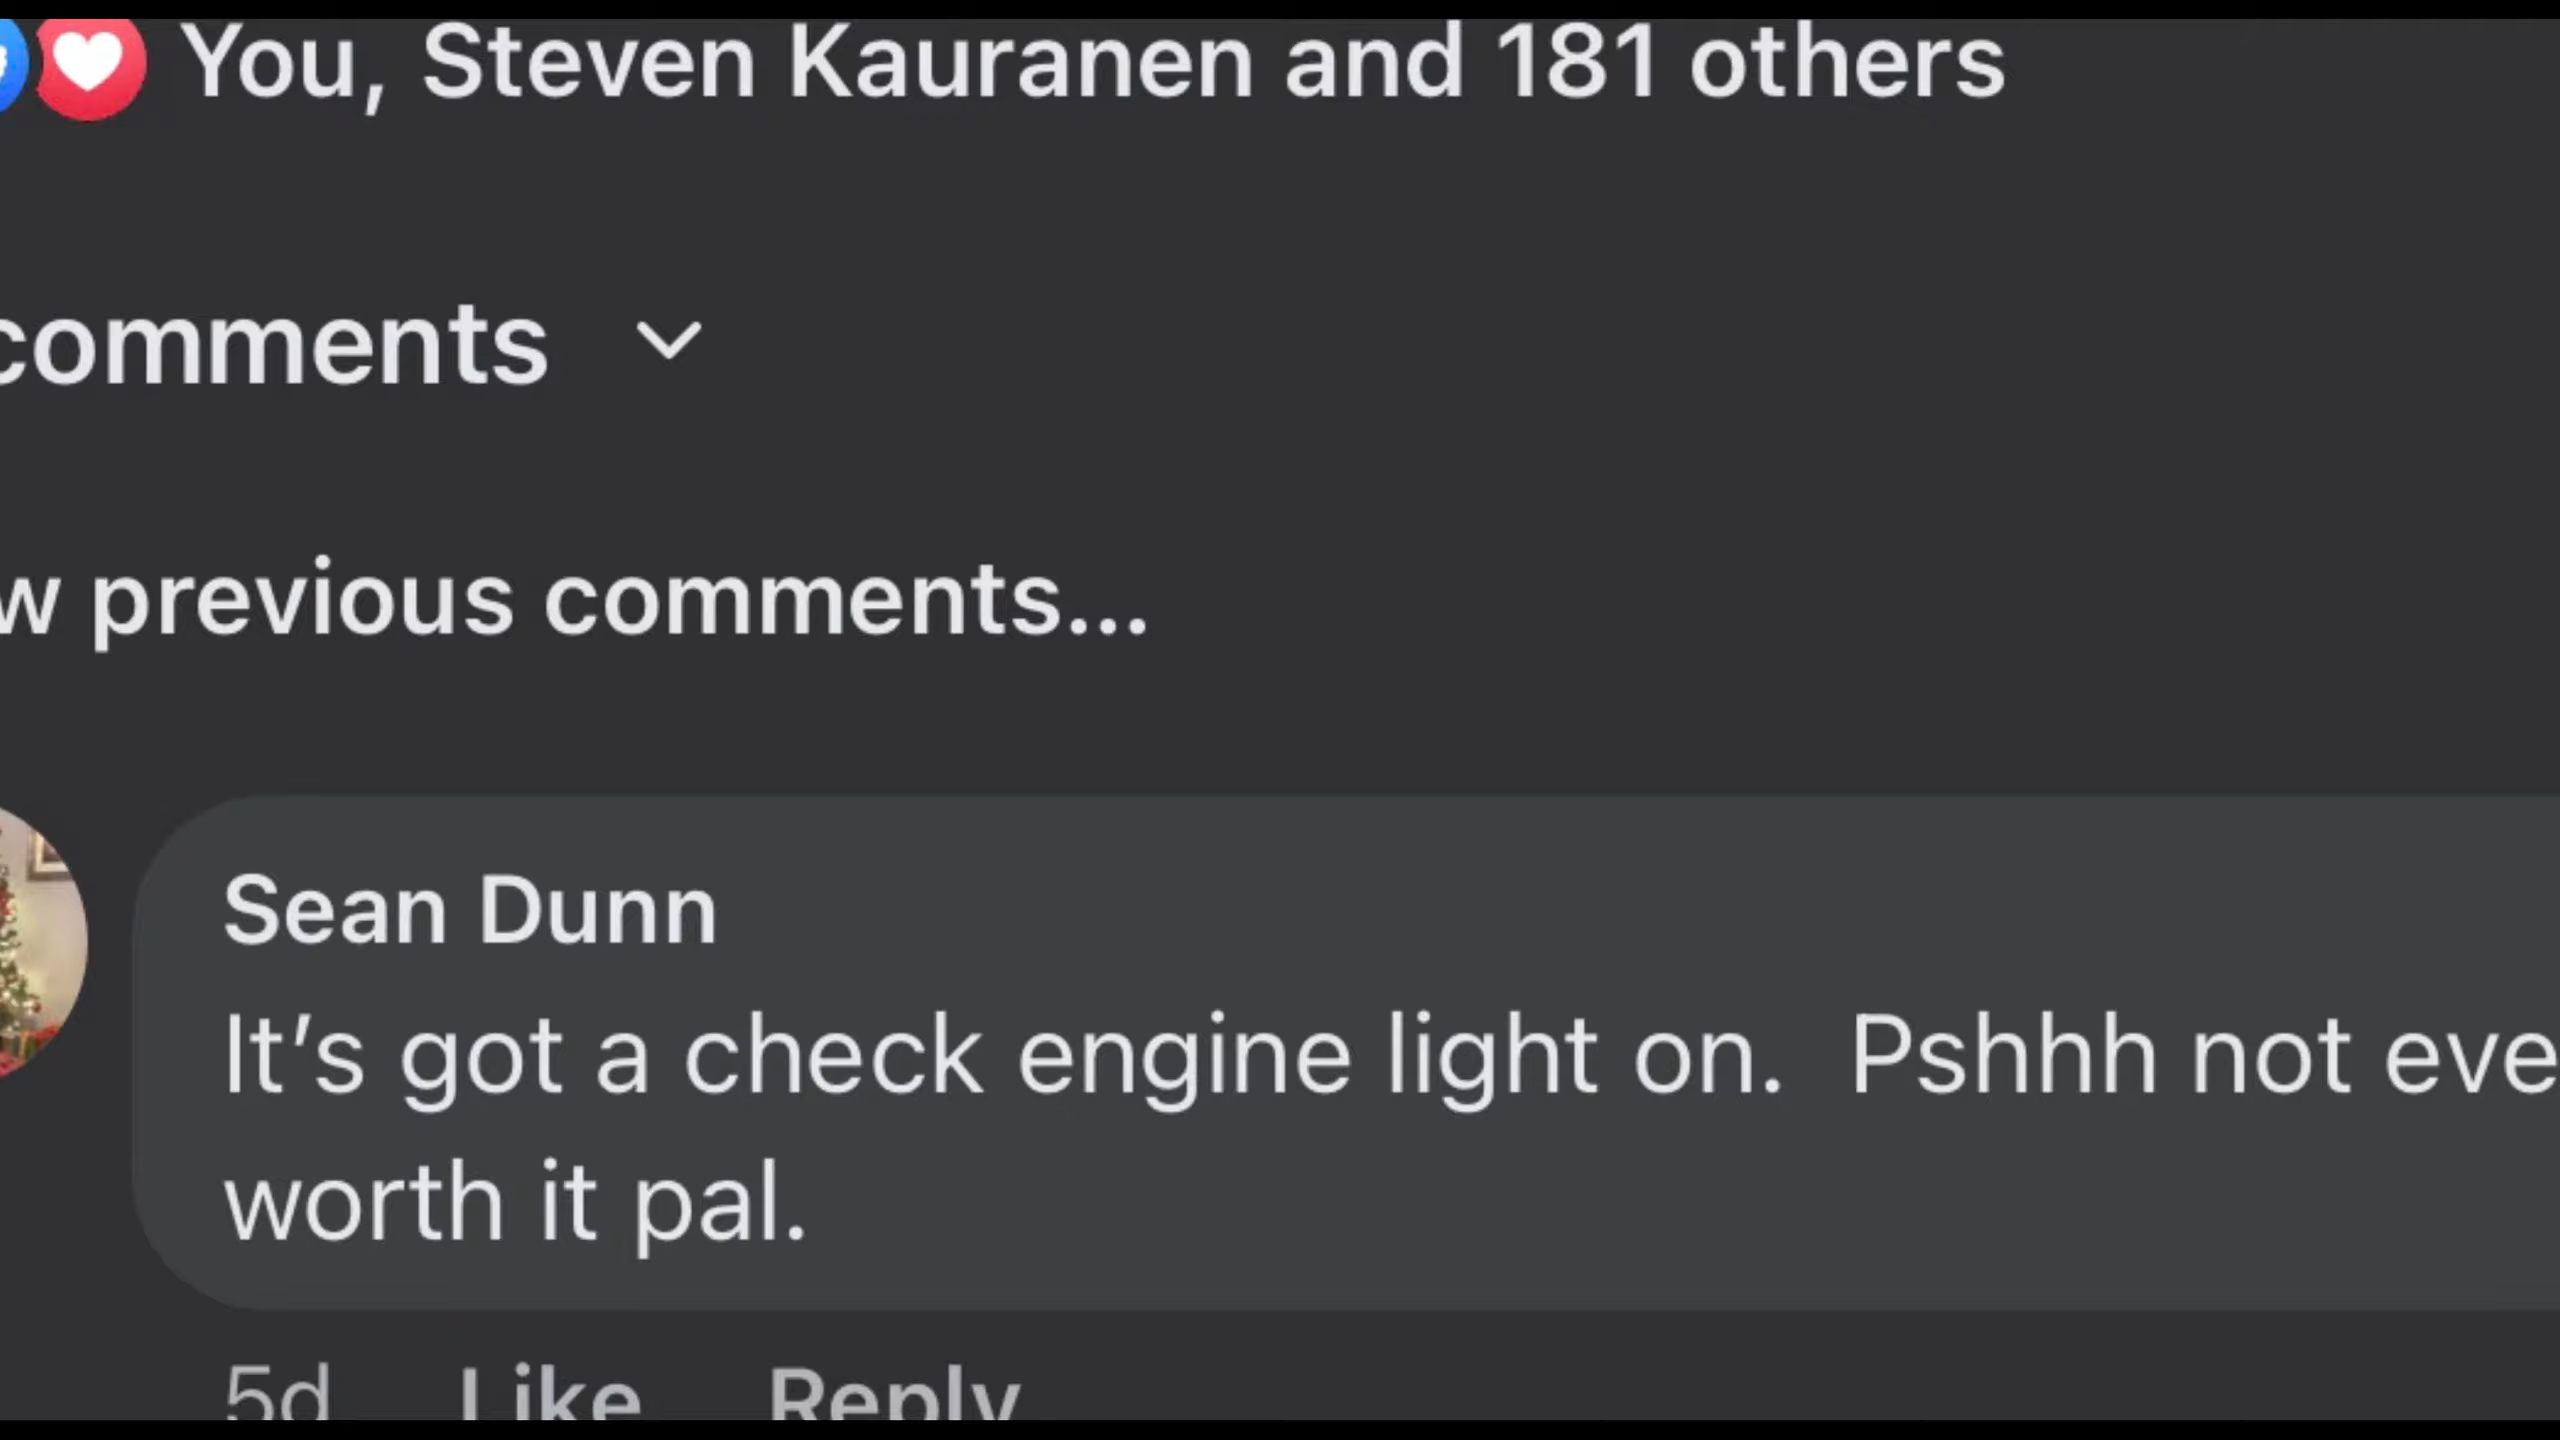 You, Steven Kauranen and 181 others
comments
previous comments...
Sean Dunn
It's got a check engine light on.  Pshhh not eve
worth it pal.
5d Like Reply